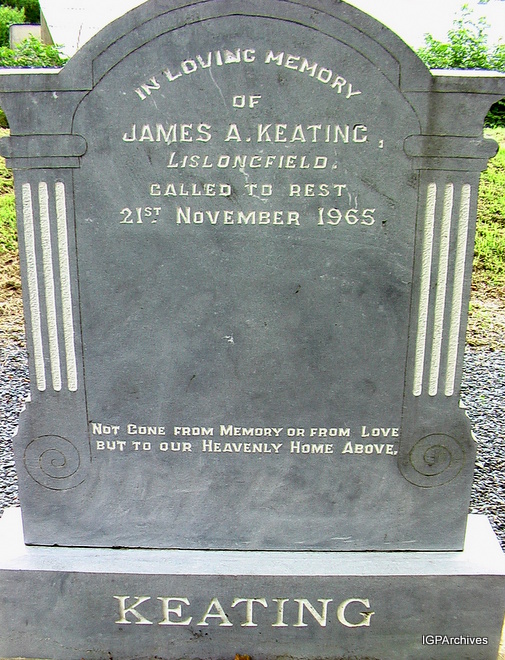 IN LOVING MEMORY
OF
JAMES A. KEATING,
LISLONGFIELD.
CALLED TO REST
21ST NOVEMBER 1965
NOT GONE FROM MEMORY OR FROM LOVE
BUT TO OUR HEAVENLY HOME ABOVE,
KEATING
IGPArchives